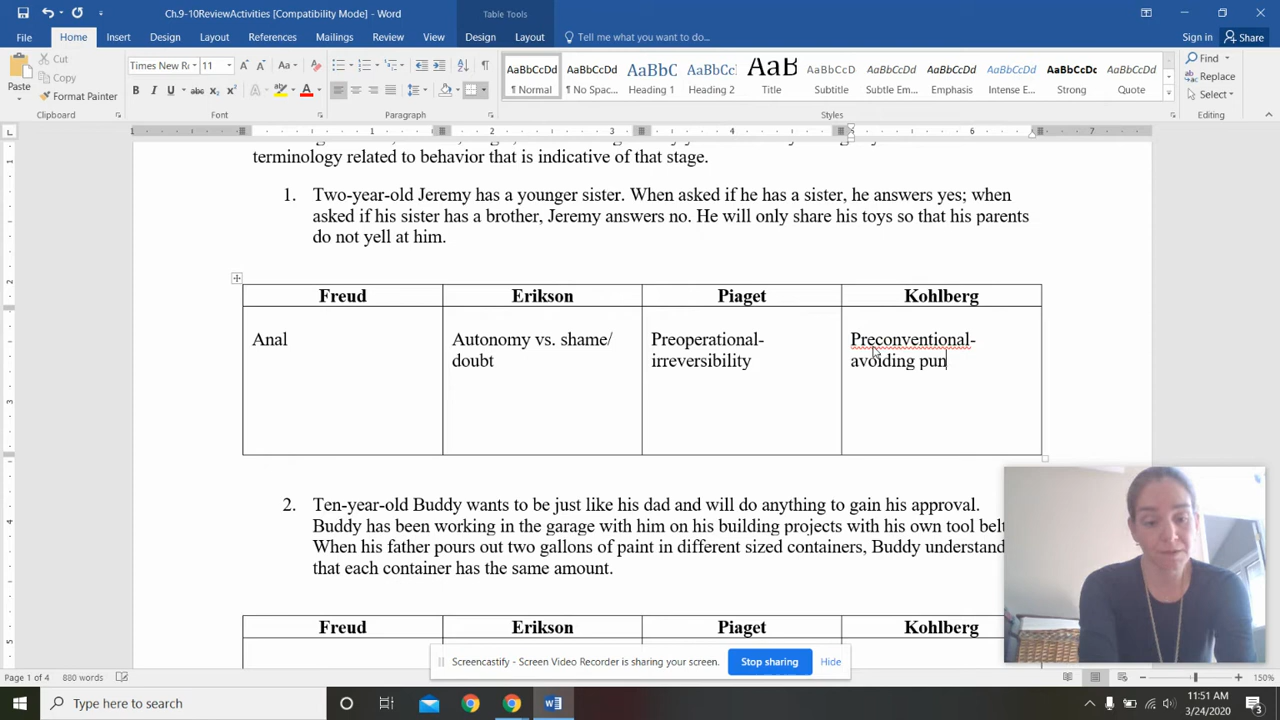 Ch.9-10ReviewActivities [Compatibility Mode] - Word
Table Tools
File Home Insert Design Layout References Mailings Review View Design Layout Tell me what you want to do... Sign in Share
Paste
Cut
Copy
Format Painter
Times New Ro 11
B I U abc x₂ x²
AaBbCcDd AaBbCcDd AaBbC AaBbCc AaB AaBbCcD AaBbCcDd AaBbCcDd AaBbCcDd AaBbCcDc AaBbCcDd
¶ Normal ¶ No Spac... Heading 1 Heading 2 Title Subtitle Subtle Em... Emphasis Intense E... Strong Quote
Find
Replace
Select
Clipboard Font Paragraph Styles Editing
terminology related to behavior that is indicative of that stage.
1. Two-year-old Jeremy has a younger sister. When asked if he has a sister, he answers yes; when
asked if his sister has a brother, Jeremy answers no. He will only share his toys so that his parents
do not yell at him.
Freud Erikson Piaget Kohlberg
Anal
Autonomy vs. shame/
doubt
Preoperational-
irreversibility
Preconventional-
avoiding pun
2. Ten-year-old Buddy wants to be just like his dad and will do anything to gain his approval.
Buddy has been working in the garage with him on his building projects with his own tool belt
When his father pours out two gallons of paint in different sized containers, Buddy understand
that each container has the same amount.
Freud Erikson Piaget Kohlberg
Screencastify - Screen Video Recorder is sharing your screen. Stop sharing Hide
Page 1 of 4 880 words 150%
Type here to search
11:51 AM
3/24/2020